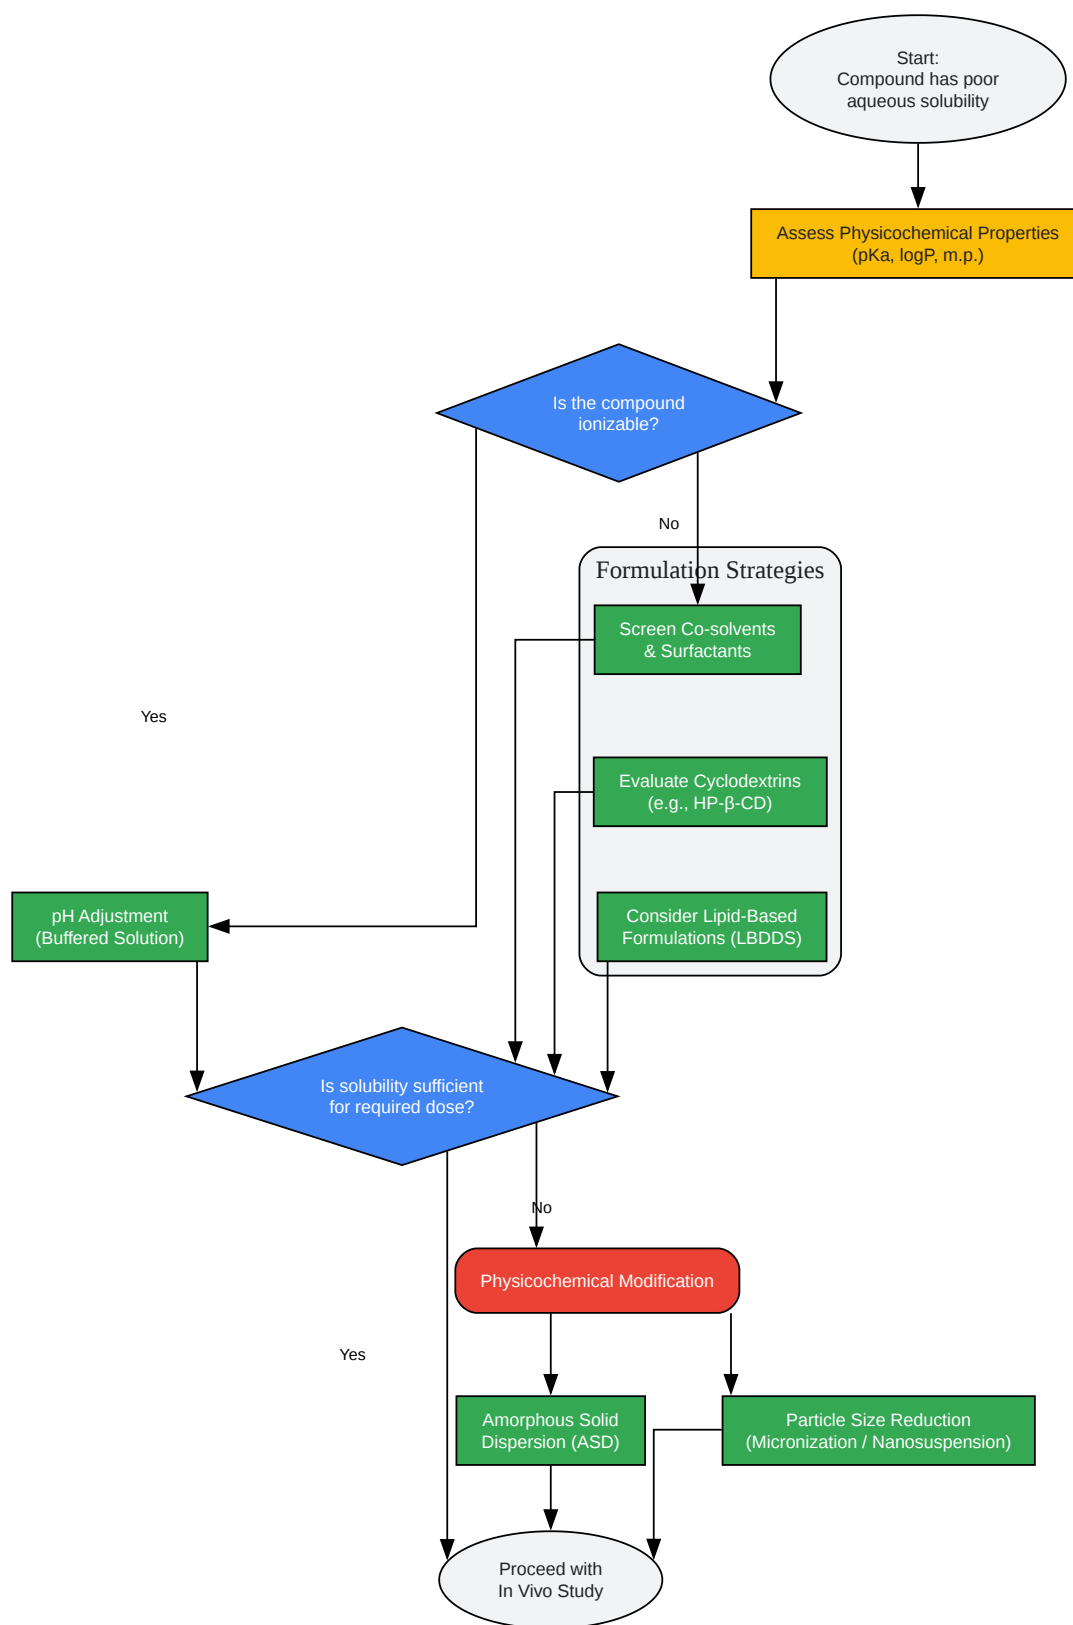 Start:
Compound has poor
aqueous solubility
Assess Physicochemical Properties
(pKa, logP, m.p.)
Is the compound
ionizable?
No
Formulation Strategies
Screen Co-solvents
& Surfactants
Yes
Evaluate Cyclodextrins
(e.g., HP-β-CD)
pH Adjustment
(Buffered Solution)
Consider Lipid-Based
Formulations (LBDDS)
Is solubility sufficient
for required dose?
No
Physicochemical Modification
Yes
Amorphous Solid
Dispersion (ASD)
Particle Size Reduction
(Micronization / Nanosuspension)
Proceed with
In Vivo Study